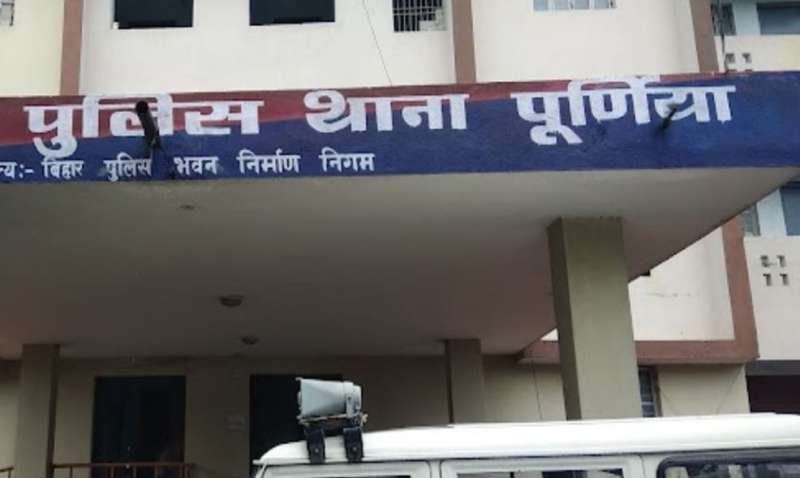 पुलिस थाना पूर्णिया
न्य:- बिहार पुलिस भवन निर्माण निगम